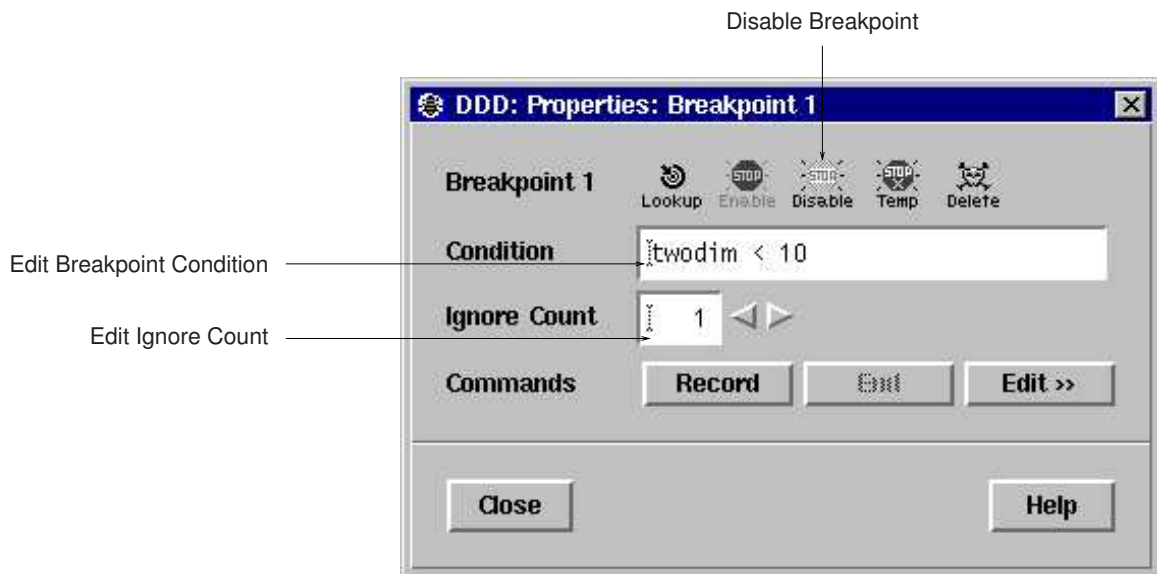 Disable Breakpoint
DDD: Properties: Breakpoint 1
Breakpoint 1
STOP STOP STOP
Lookup Enable Disable Temp Delete
Edit Breakpoint Condition
Condition
twodim < 10
Ignore Count
1
Edit Ignore Count
Commands
Record End Edit >>
Close Help